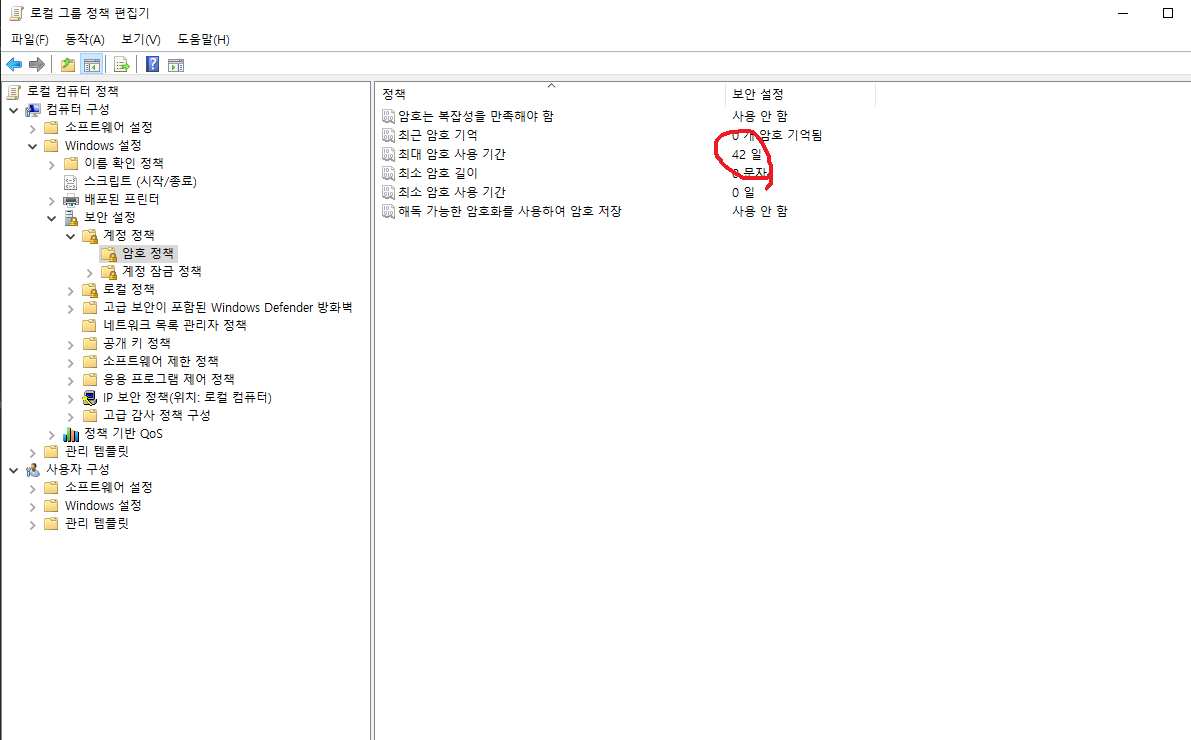 로컬 그룹 정책 편집기
파일(F) 동작(A) 보기(V) 도움말(H)
로컬 컴퓨터 정책
컴퓨터 구성
소프트웨어 설정
Windows 설정
이름 확인 정책
스크립트 (시작/종료)
배포된 프린터
보안 설정
계정 정책
암호 정책
계정 잠금 정책
로컬 정책
고급 보안이 포함된 Windows Defender 방화벽
네트워크 목록 관리자 정책
공개 키 정책
소프트웨어 제한 정책
응용 프로그램 제어 정책
IP 보안 정책(위치: 로컬 컴퓨터)
고급 감사 정책 구성
정책 기반 QoS
관리 템플릿
사용자 구성
소프트웨어 설정
Windows 설정
관리 템플릿
정책 보안 설정
암호는 복잡성을 만족해야 함 사용 안 함
최근 암호 기억 0 개 암호 기억됨
최대 암호 사용 기간 42 일
최소 암호 길이 0 문자
최소 암호 사용 기간 0 일
해독 가능한 암호화를 사용하여 암호 저장 사용 안 함